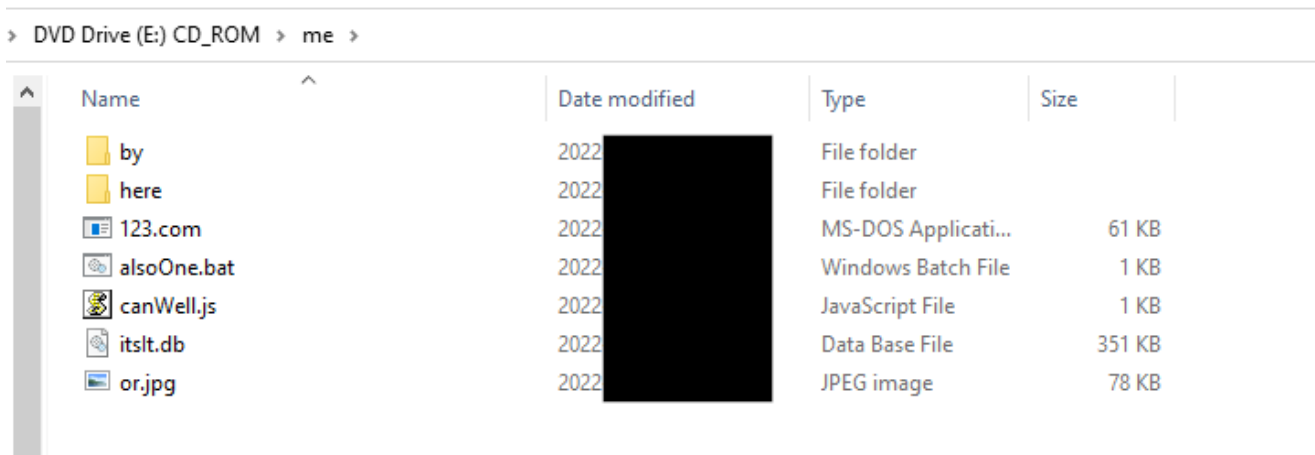 › DVD Drive (E:) CD_ROM › me ›
Name Date modified Type Size
by 2022 File folder
here 2022 File folder
123.com 2022 MS-DOS Applicati... 61 KB
alsoOne.bat 2022 Windows Batch File 1 KB
canWell.js 2022 JavaScript File 1 KB
itsIt.db 2022 Data Base File 351 KB
or.jpg 2022 JPEG image 78 KB